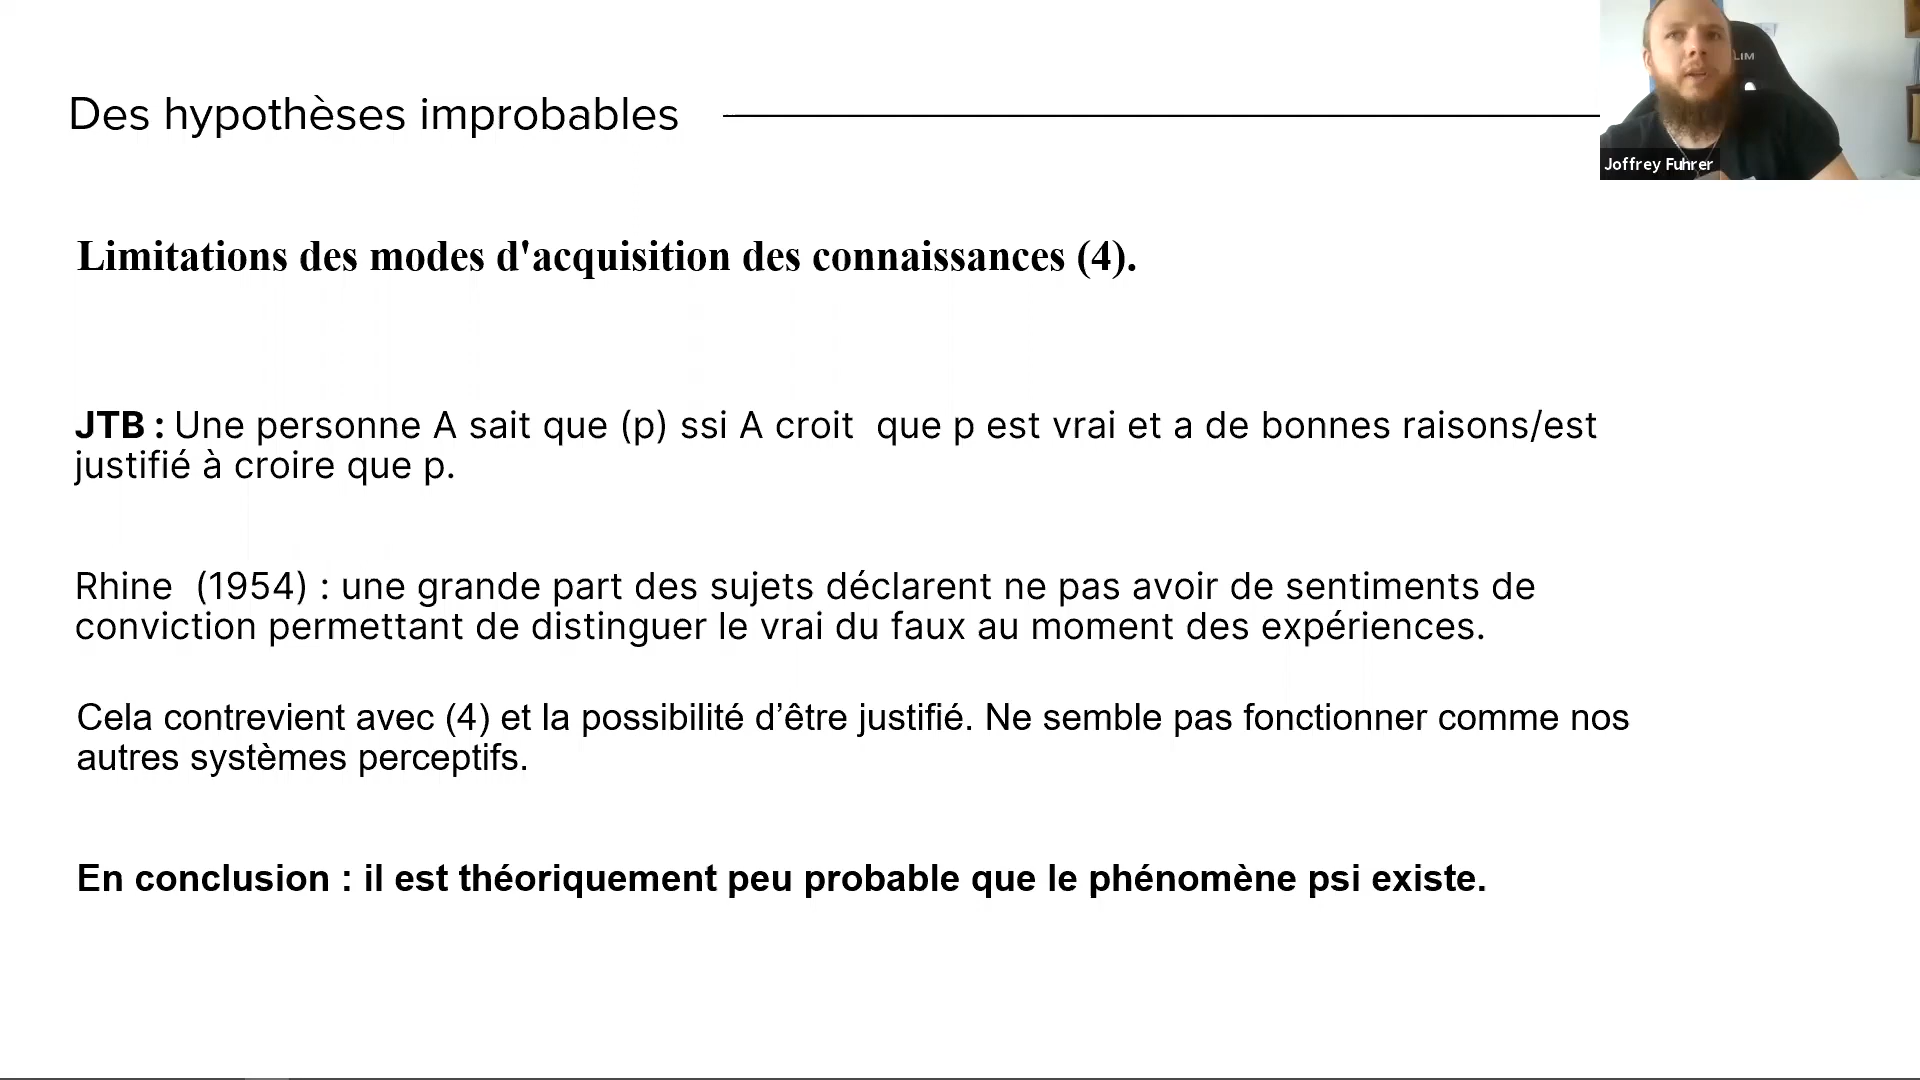 Des hypothèses improbables
LIM
Joffrey Fuhrer
Limitations des modes d'acquisition des connaissances (4).
JTB : Une personne A sait que (p) ssi A croit  que p est vrai et a de bonnes raisons/est
justifié à croire que p.
Rhine  (1954) : une grande part des sujets déclarent ne pas avoir de sentiments de
conviction permettant de distinguer le vrai du faux au moment des expériences.
Cela contrevient avec (4) et la possibilité d’être justifié. Ne semble pas fonctionner comme nos
autres systèmes perceptifs.
En conclusion : il est théoriquement peu probable que le phénomène psi existe.